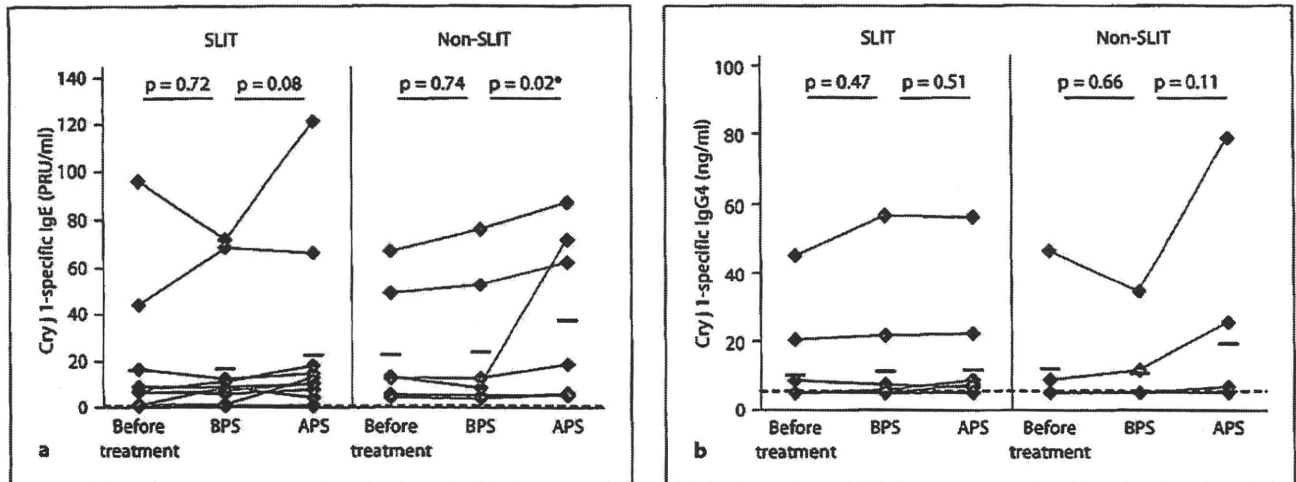 SLIT Non-SLIT
140 p = 0.72 p = 0.08 p = 0.74 p = 0.02*
120
100
80
60
40
20
0
Cry j 1-specific IgE (PRU/ml)
Before treatment BPS APS Before treatment BPS APS
a
SLIT Non-SLIT
100 p = 0.47 p = 0.51 p = 0.66 p = 0.11
80
60
40
20
0
Cry j 1-specific IgG4 (ng/ml)
Before treatment BPS APS Before treatment BPS APS
b